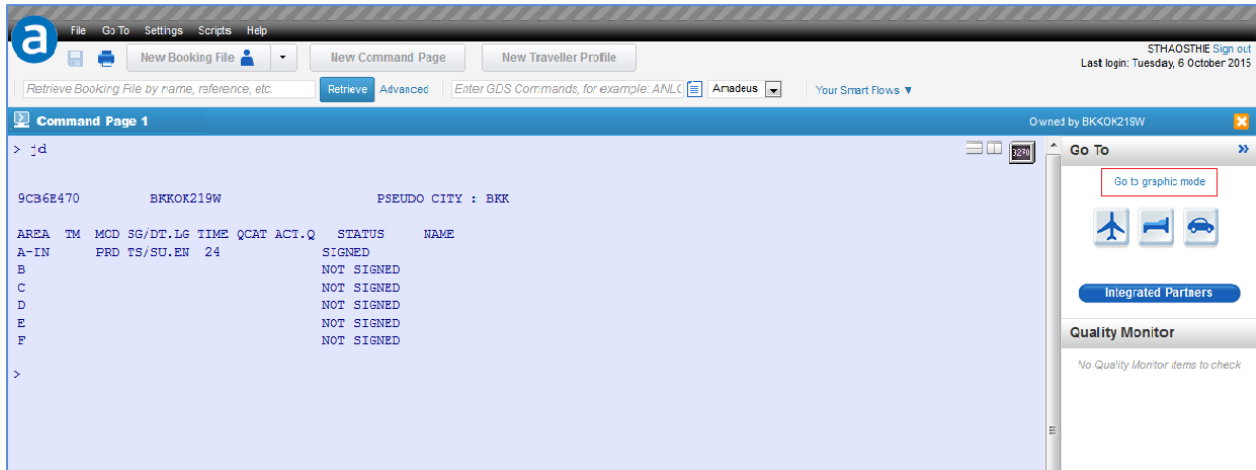 a
File Go To Settings Scripts Help
New Booking File New Command Page New Traveller Profile
STHAOSTHIE Sign out
Last login: Tuesday, 6 October 2015
Retrieve Booking File by name, reference, etc. Retrieve Advanced Enter GDS Commands, for example: ANLC Amadeus Your Smart Flows ▼
Command Page 1 Owned by BKKOK219W
> jd
3270
Go To »
Go to graphic mode
9CB6E470 BKKOK219W PSEUDO CITY : BKK
AREA TM MOD SG/DT.LG TIME QCAT ACT.Q STATUS NAME
A-IN PRD TS/SU.EN 24 SIGNED
B NOT SIGNED
C NOT SIGNED
D NOT SIGNED
E NOT SIGNED
F NOT SIGNED
>
Integrated Partners
Quality Monitor
No Quality Monitor items to check